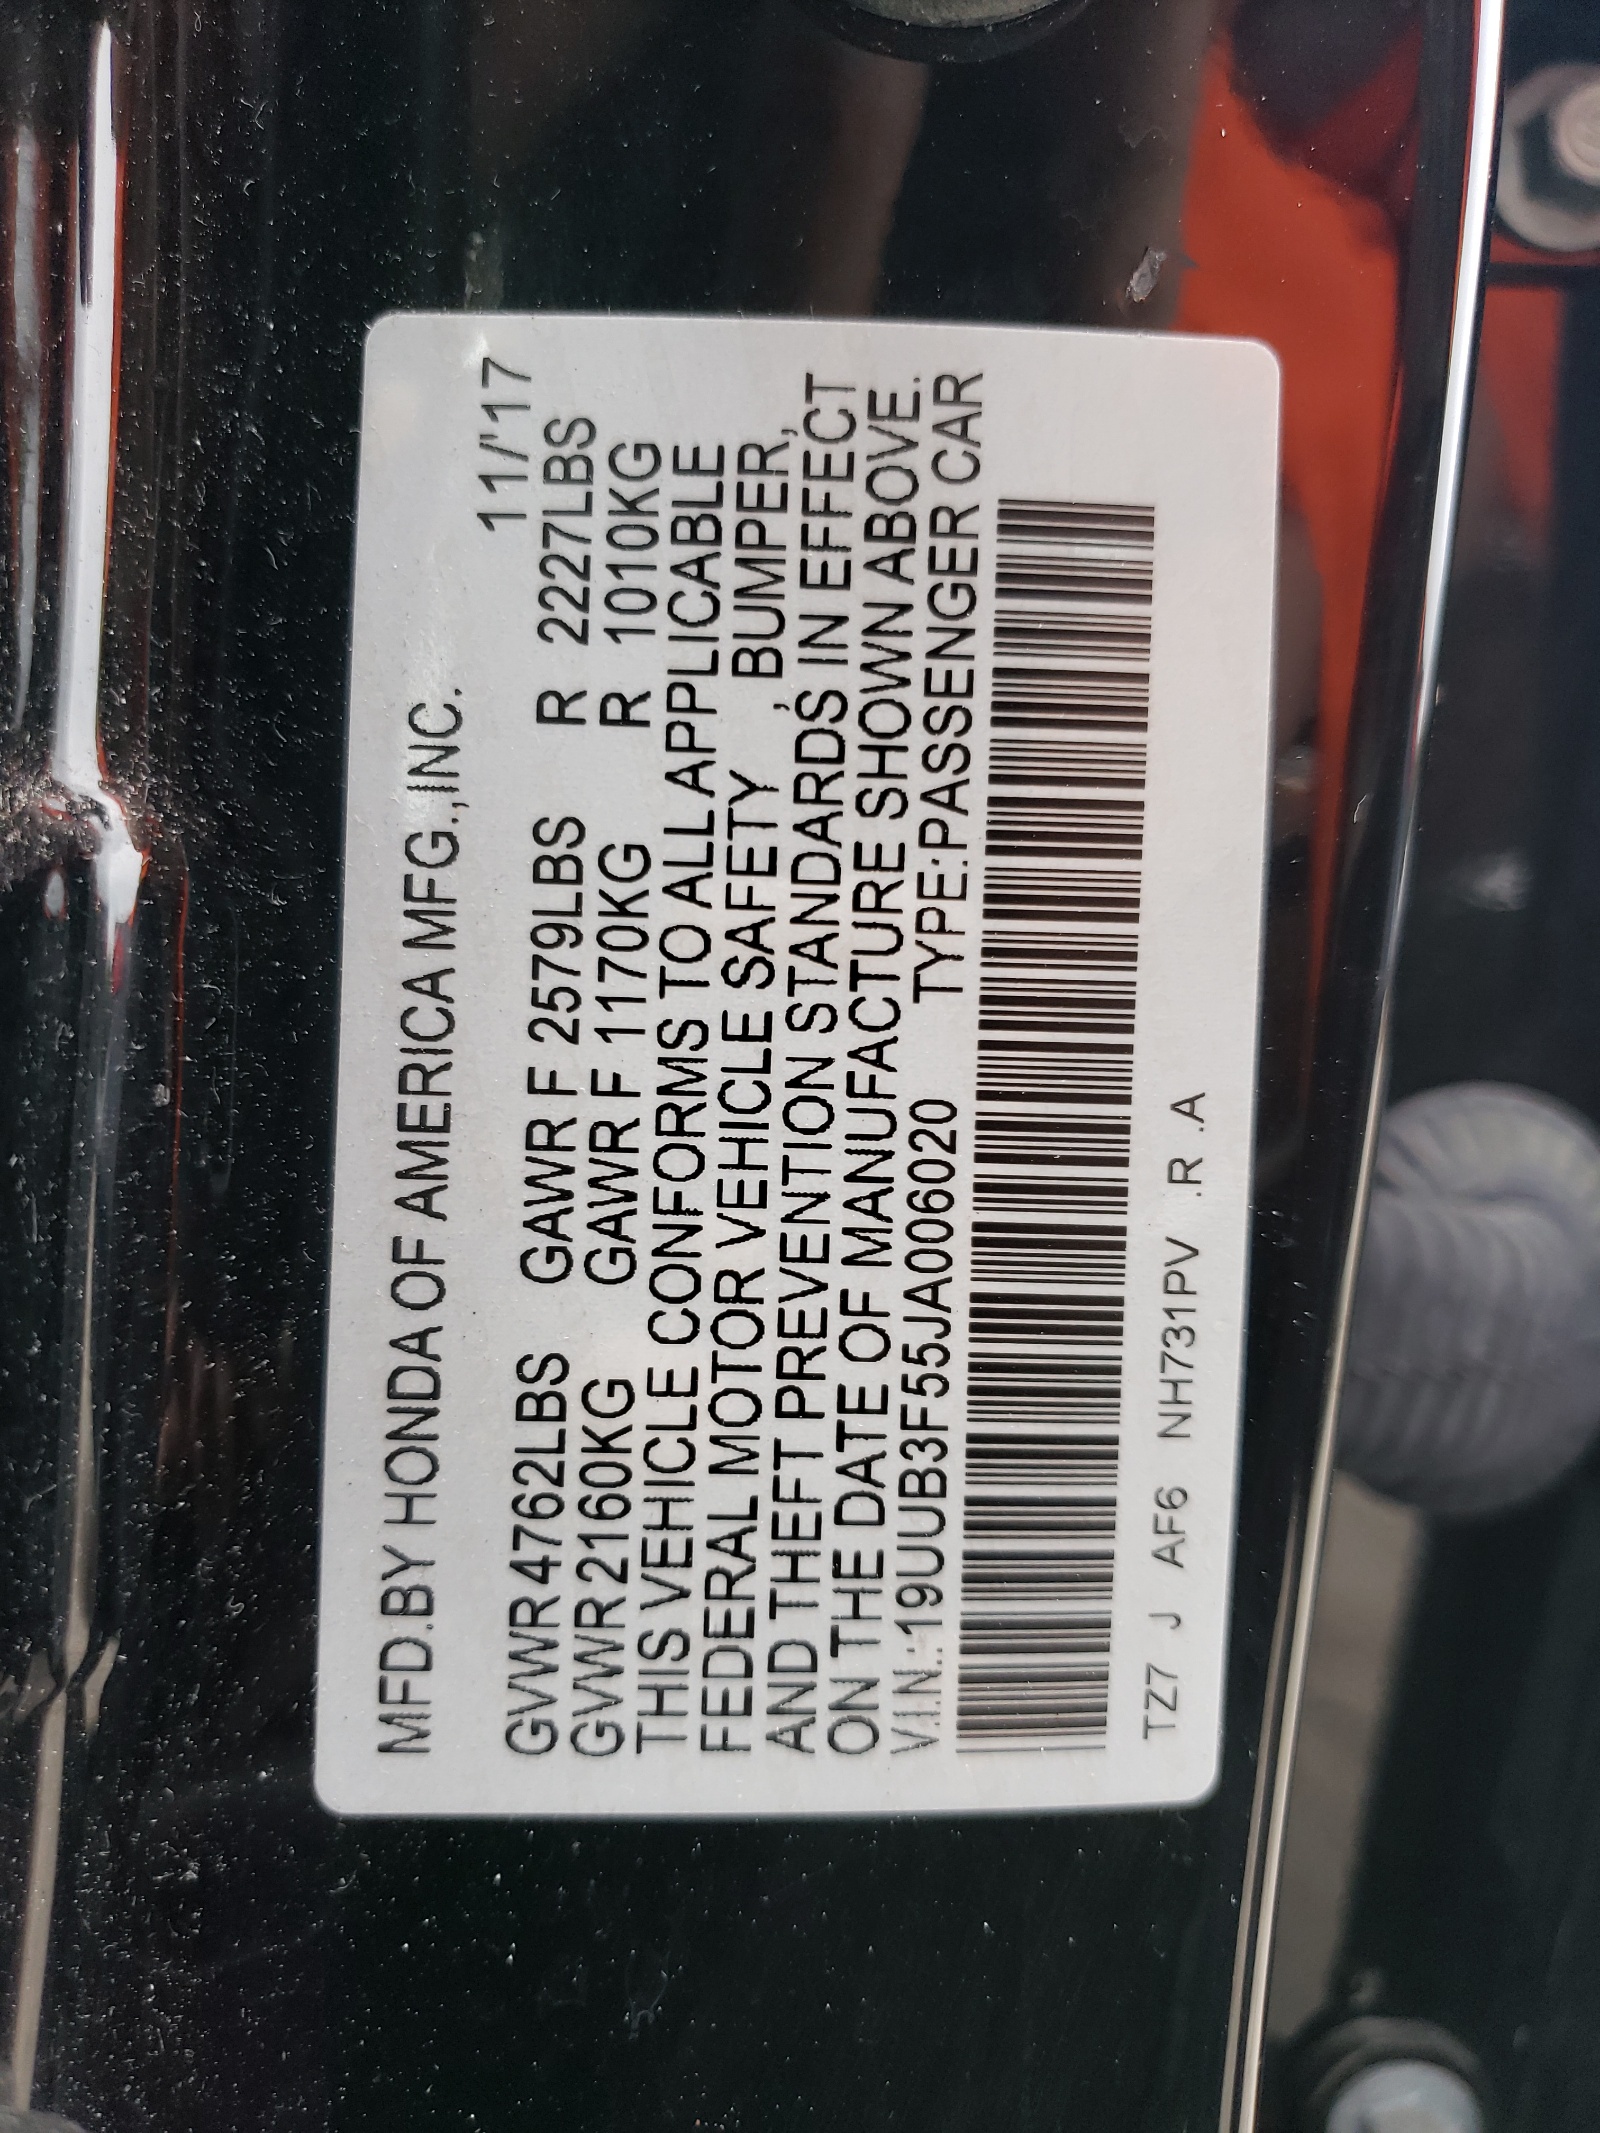 MFD.BY HONDA OF AMERICA MFG.,INC.
11/'17
GVWR 4762LBS GAWR F 2579LBS R 2227LBS
GVWR 2160KG GAWR F 1170KG R 1010KG
THIS VEHICLE CONFORMS TO ALL APPLICABLE
FEDERAL MOTOR VEHICLE SAFETY , BUMPER,
AND THEFT PREVENTION STANDARDS IN EFFECT
ON THE DATE OF MANUFACTURE SHOWN ABOVE.
V.I.N.:19UUB3F55JA006020 TYPE:PASSENGER CAR
TZ7 J AF6 NH731PV .R .A